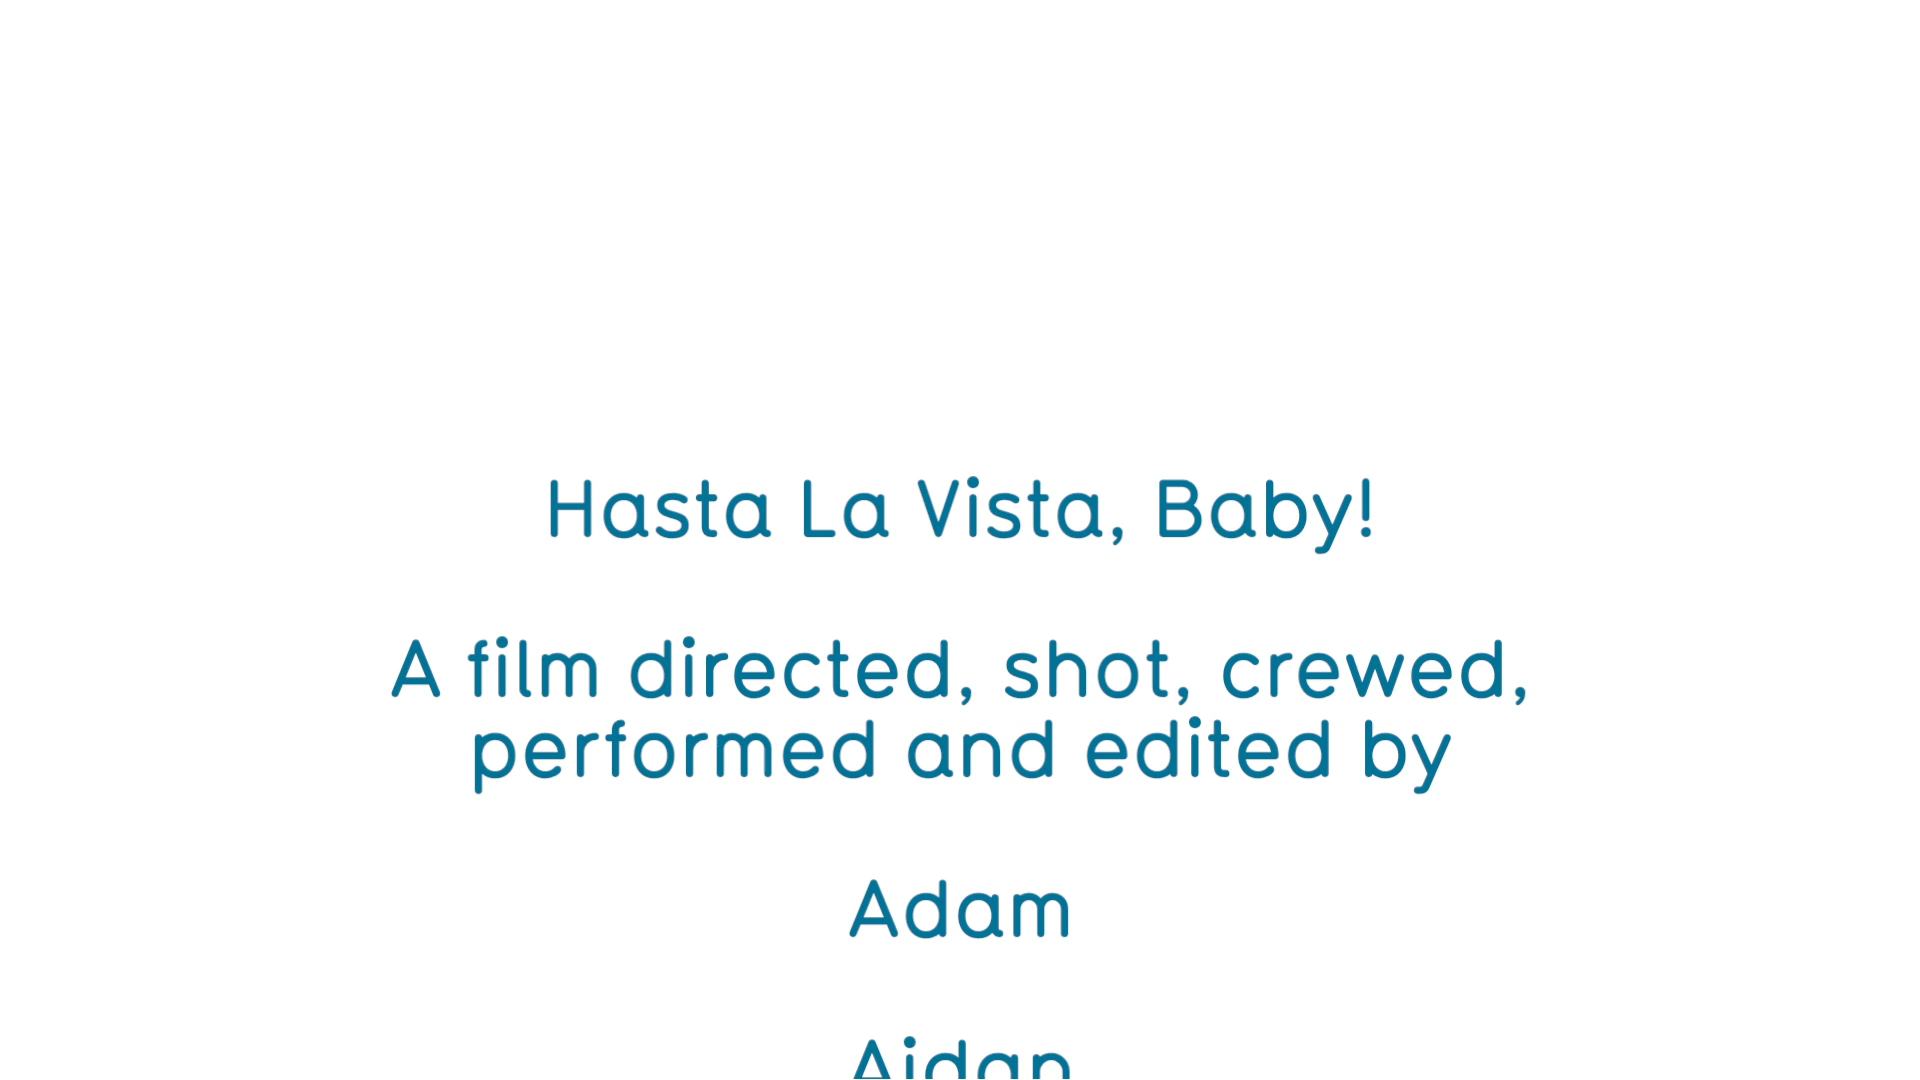 Hasta La Vista, Baby!
A film directed, shot, crewed,
performed and edited by
Adam
Aidan